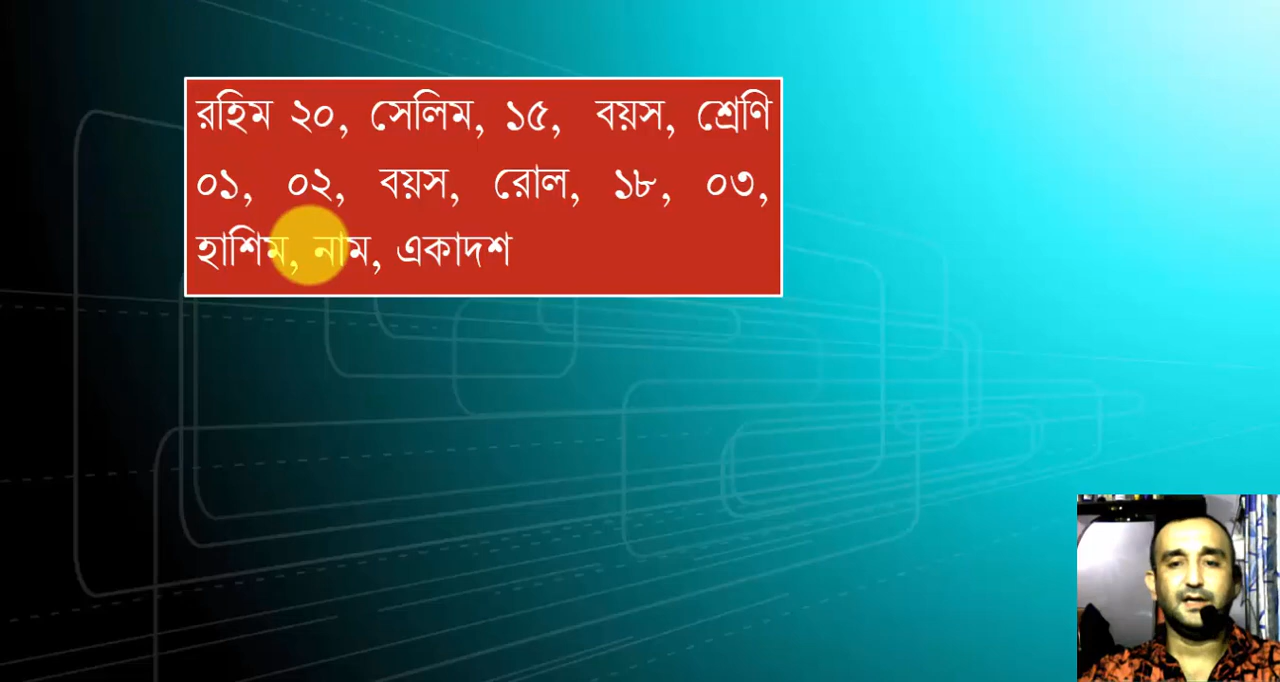 রহিম ২০, সেলিম, ১৫, বয়স, শ্রেণি
০১, ০২, বয়স, রোল, ১৮, ০৩,
হাশিম, নাম, একাদশ